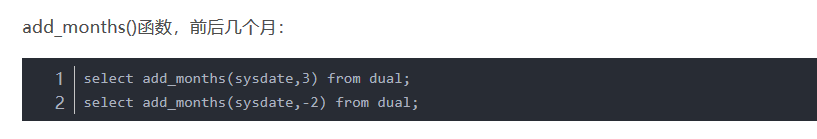 add_months()函数，前后几个月：
1 select add_months(sysdate,3) from dual;
2 select add_months(sysdate,-2) from dual;